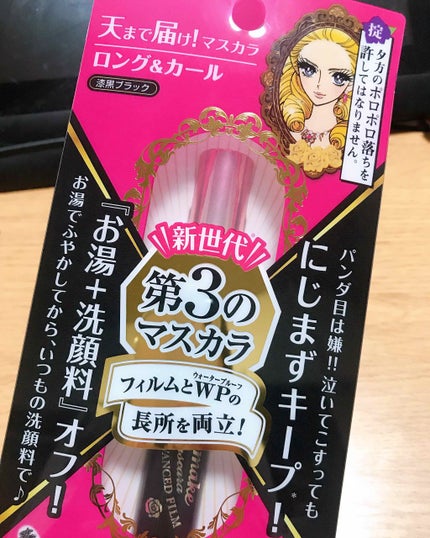 天まで届け!マスカラ
ロング&カール
漆黒ブラック
掟
夕方のポロポロ落ちを
許してはなりません。
新世代
第3の
マスカラ
ウォータープルーフ
フィルムとWPの
長所を両立!
パンダ目は嫌!!泣いてこすっても
にじまずキープ!*
『お湯+洗顔料』オフ!
お湯でふやかしてから、いつもの洗顔料で♪
make
scara
ANCED FILM